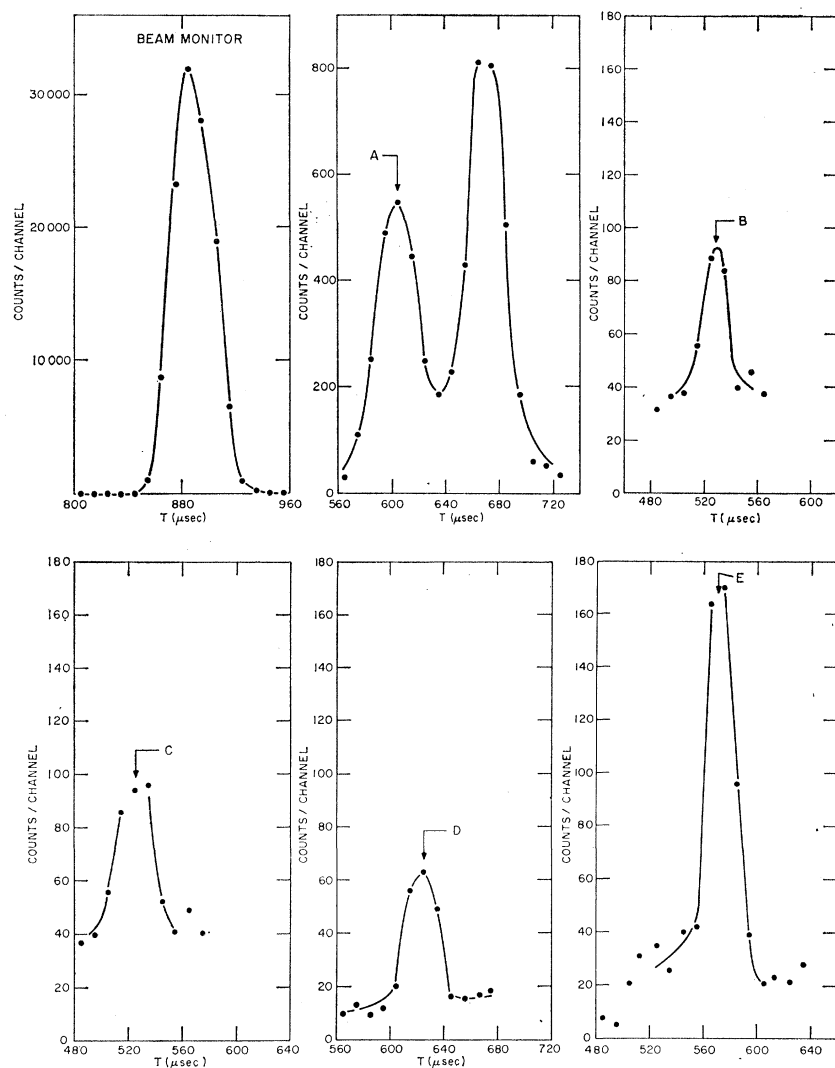 BEAM MONITOR
30 000
20 000
10 000
COUNTS / CHANNEL
800 880 960
T (μsec)
800
600
400
200
0
COUNTS / CHANNEL
A
560 600 640 680 720
T (μsec)
180
160
140
120
100
80
60
40
20
0
COUNTS / CHANNEL
B
480 520 560 600
T (μsec)
180
160
140
120
100
80
60
40
20
0
COUNTS / CHANNEL
C
480 520 560 600 640
T (μsec)
180
160
140
120
100
80
60
40
20
0
COUNTS / CHANNEL
D
560 600 640 680 720
T (μsec)
180
160
140
120
100
80
60
40
20
0
COUNTS / CHANNEL
E
480 520 560 600 640
T (μsec)